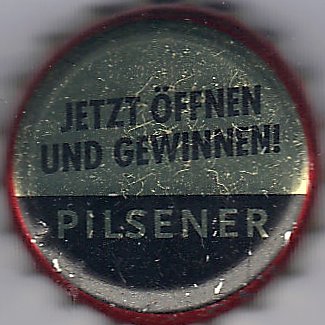 JETZT ÖFFNEN
UND GEWINNEN!
PILSENER